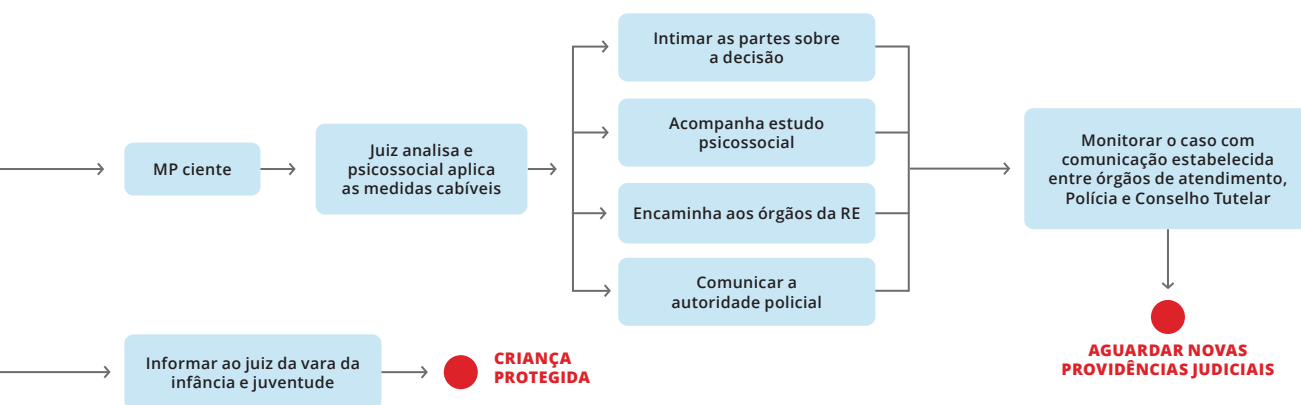 MP ciente
Juiz analisa e
psicossocial aplica
as medidas cabíveis
Intimar as partes sobre
a decisão
Acompanha estudo
psicossocial
Encaminha aos órgãos da RE
Comunicar a
autoridade policial
Monitorar o caso com
comunicação estabelecida
entre órgãos de atendimento,
Polícia e Conselho Tutelar
AGUARDAR NOVAS
PROVIDÊNCIAS JUDICIAIS
Informar ao juiz da vara da
infância e juventude
CRIANÇA
PROTEGIDA